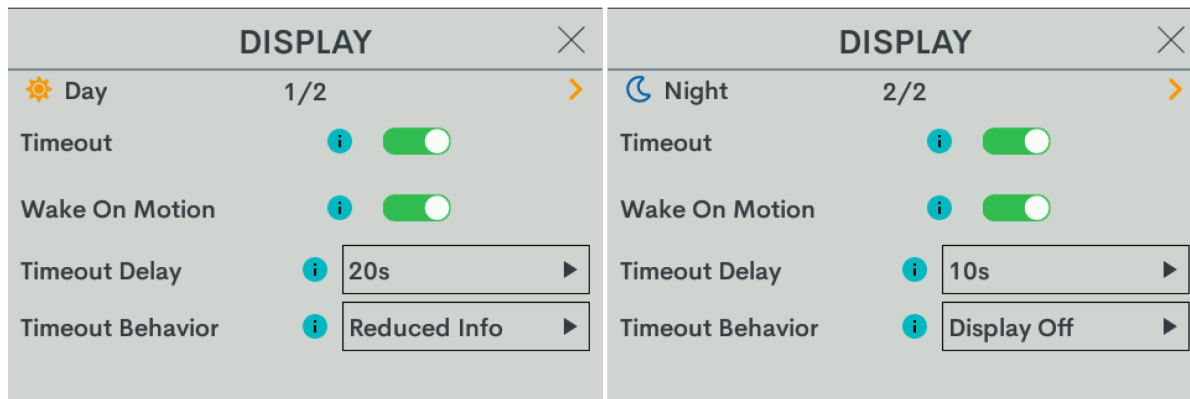 DISPLAY
Day 1/2
Timeout i
Wake On Motion i
Timeout Delay i 20s
Timeout Behavior i Reduced Info
DISPLAY
Night 2/2
Timeout i
Wake On Motion i
Timeout Delay i 10s
Timeout Behavior i Display Off